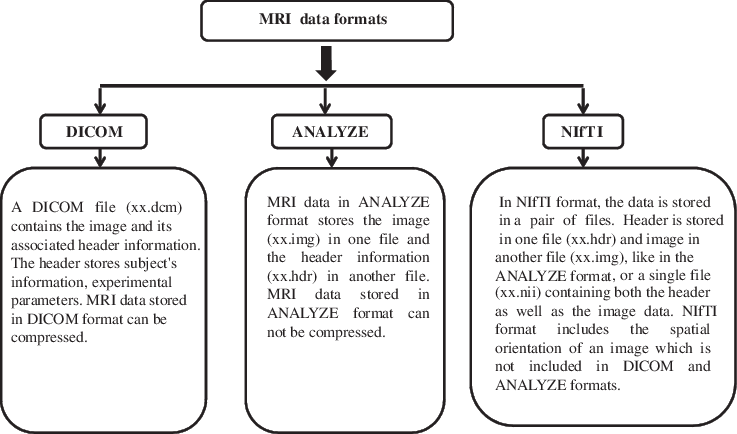 MRI data formats
DICOM
ANALYZE
NIfTI
A DICOM file (xx.dcm)
contains the image and its
associated header information.
The header stores subject's
information, experimental
parameters. MRI data stored
in DICOM format can be
compressed.
MRI data in ANALYZE
format stores the image
(xx.img) in one file and
the header information
(xx.hdr) in another file.
MRI data stored in
ANALYZE format can
not be compressed.
In NIfTI format, the data is stored
in a pair of files. Header is stored
in one file (xx.hdr) and image in
another file (xx.img), like in the
ANALYZE format, or a single file
(xx.nii) containing both the header
as well as the image data. NIfTI
format includes the spatial
orientation of an image which is
not included in DICOM and
ANALYZE formats.